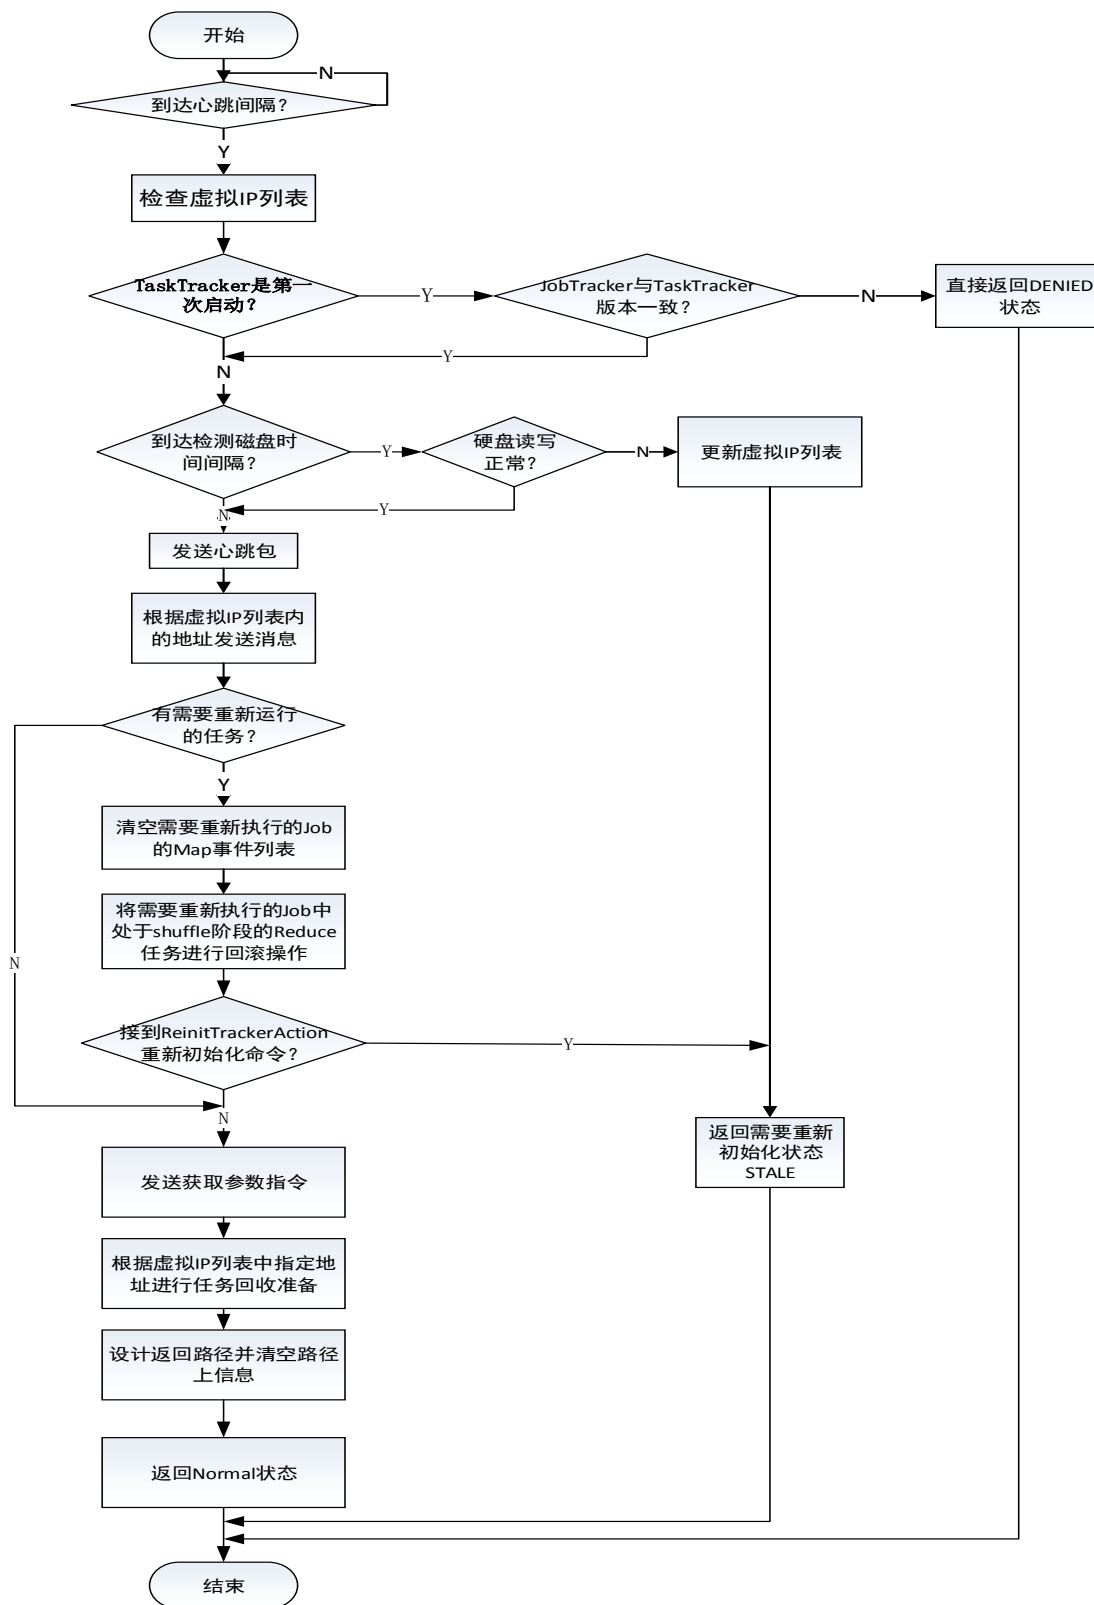 开始
N
到达心跳间隔?
Y
检查虚拟IP列表
TaskTracker是第一
次启动?
Y
JobTracker与TaskTracker
版本一致?
N
直接返回DENIED
状态
Y
N
到达检测磁盘时
间间隔?
Y
硬盘读写
正常?
N
更新虚拟IP列表
Y
N
发送心跳包
根据虚拟IP列表内
的地址发送消息
有需要重新运行
的任务?
Y
清空需要重新执行的Job
的Map事件列表
将需要重新执行的Job中
处于shuffle阶段的Reduce
任务进行回滚操作
N
接到ReinitTrackerAction
重新初始化命令?
Y
N
返回需要重新
初始化状态
STALE
发送获取参数指令
根据虚拟IP列表中指定地
址进行任务回收准备
设计返回路径并清空路径
上信息
返回Normal状态
结束